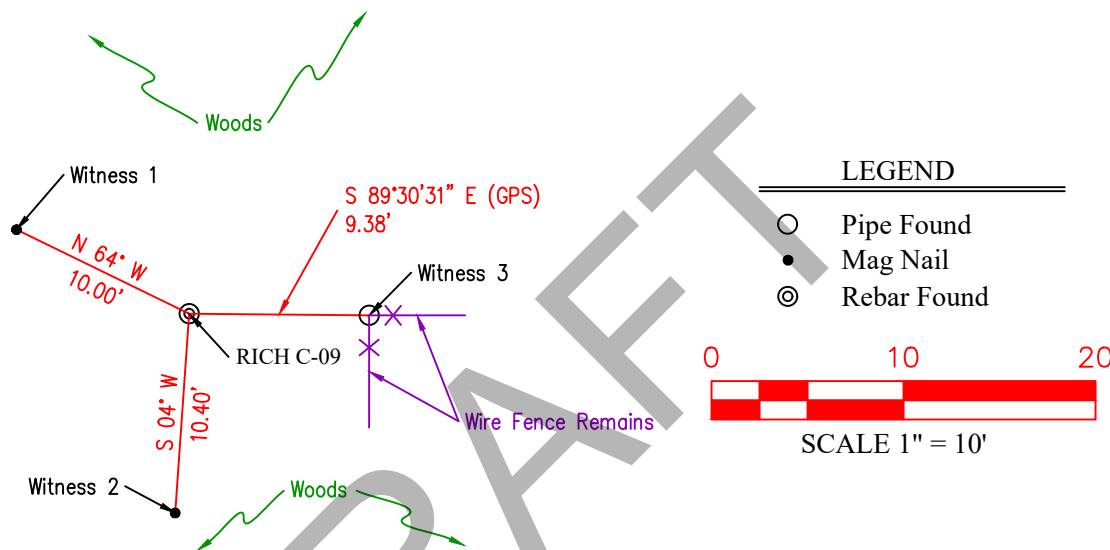 Woods
Witness 1
S 89°30'31" E (GPS)
9.38'
N 64° W
10.00'
Witness 3
RICH C-09
S 04° W
10.40'
Wire Fence Remains
Witness 2
Woods
LEGEND
Pipe Found
Mag Nail
Rebar Found
0 10 20
SCALE 1" = 10'
DRAFT